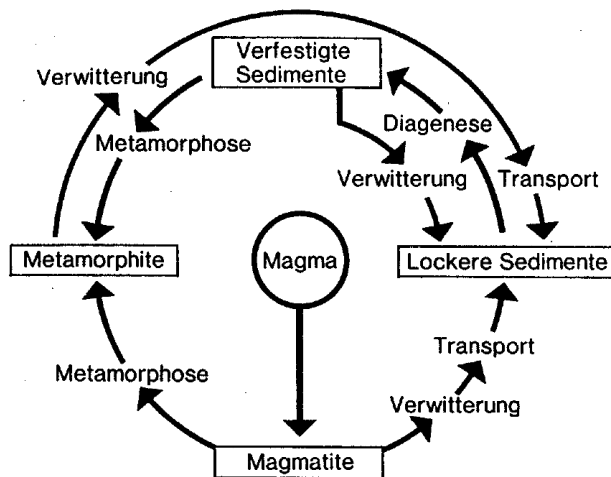 Verfestigte
Sedimente
Verwitterung
Diagenese
Metamorphose
Verwitterung
Transport
Metamorphite
Magma
Lockere Sedimente
Transport
Metamorphose
Verwitterung
Magmatite